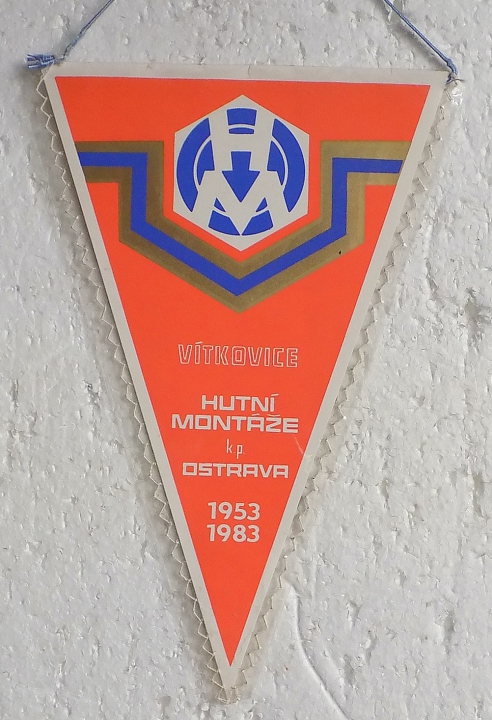 HM
VÍTKOVICE
HUTNÍ
MONTÁŽE
k.p.
OSTRAVA
1953
1983